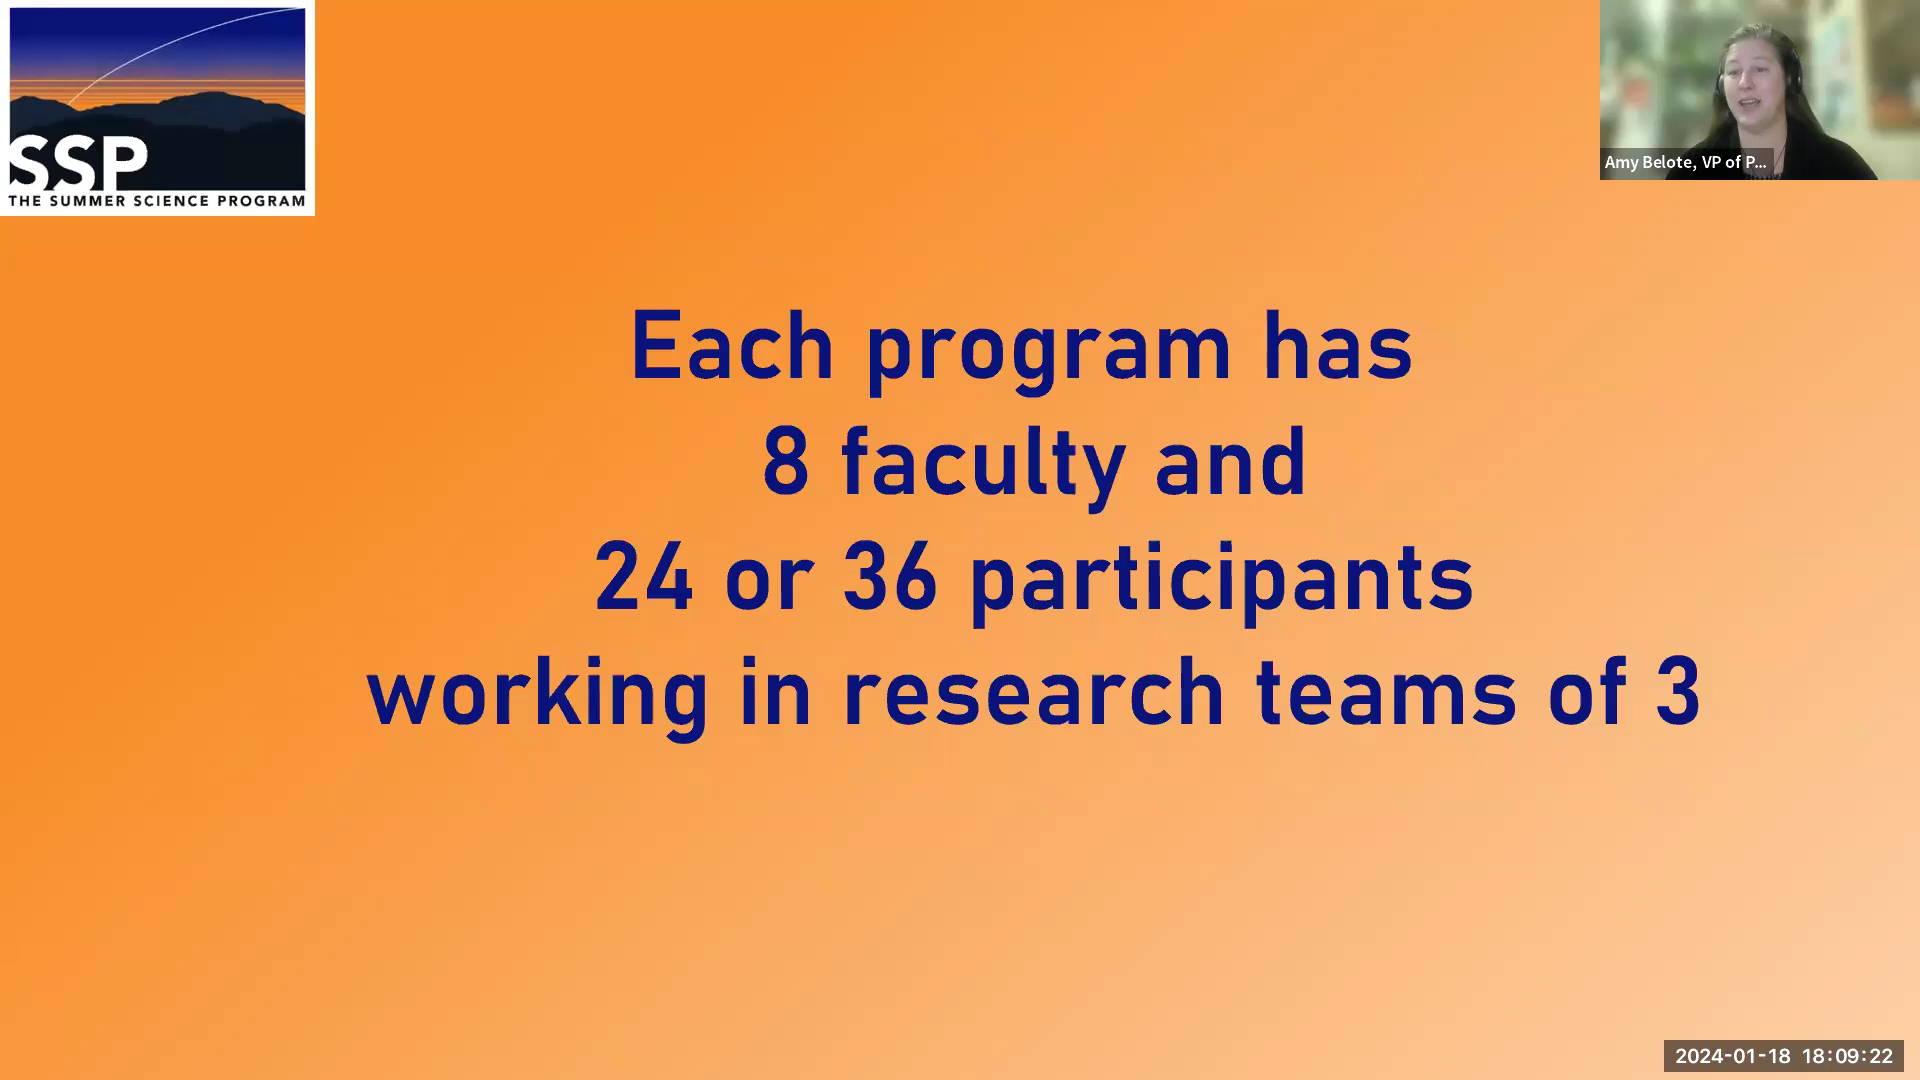 SSP
THE SUMMER SCIENCE PROGRAM
Amy Belote, VP of P...
Each program has
8 faculty and
24 or 36 participants
working in research teams of 3
2024-01-18 18:09:22